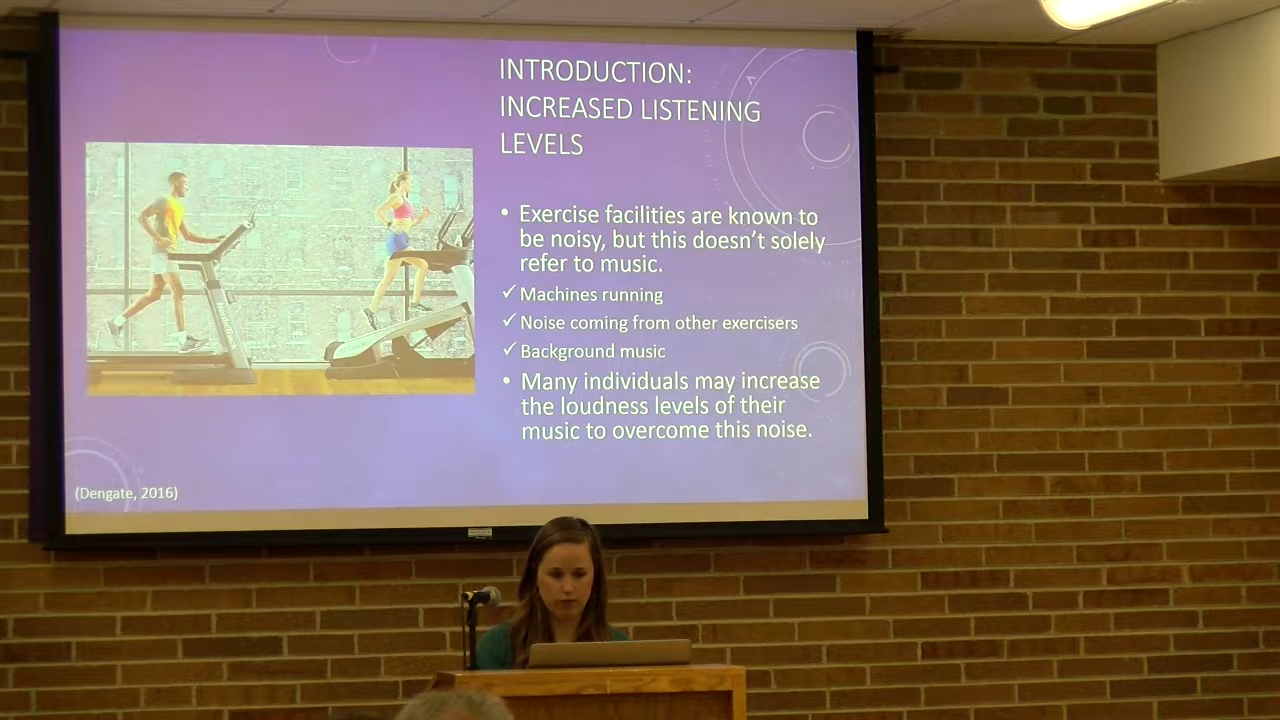 INTRODUCTION:
INCREASED LISTENING
LEVELS
• Exercise facilities are known to
be noisy, but this doesn't solely
refer to music.
✓ Machines running
✓ Noise coming from other exercisers
✓ Background music
• Many individuals may increase
the loudness levels of their
music to overcome this noise.
(Dengate, 2016)